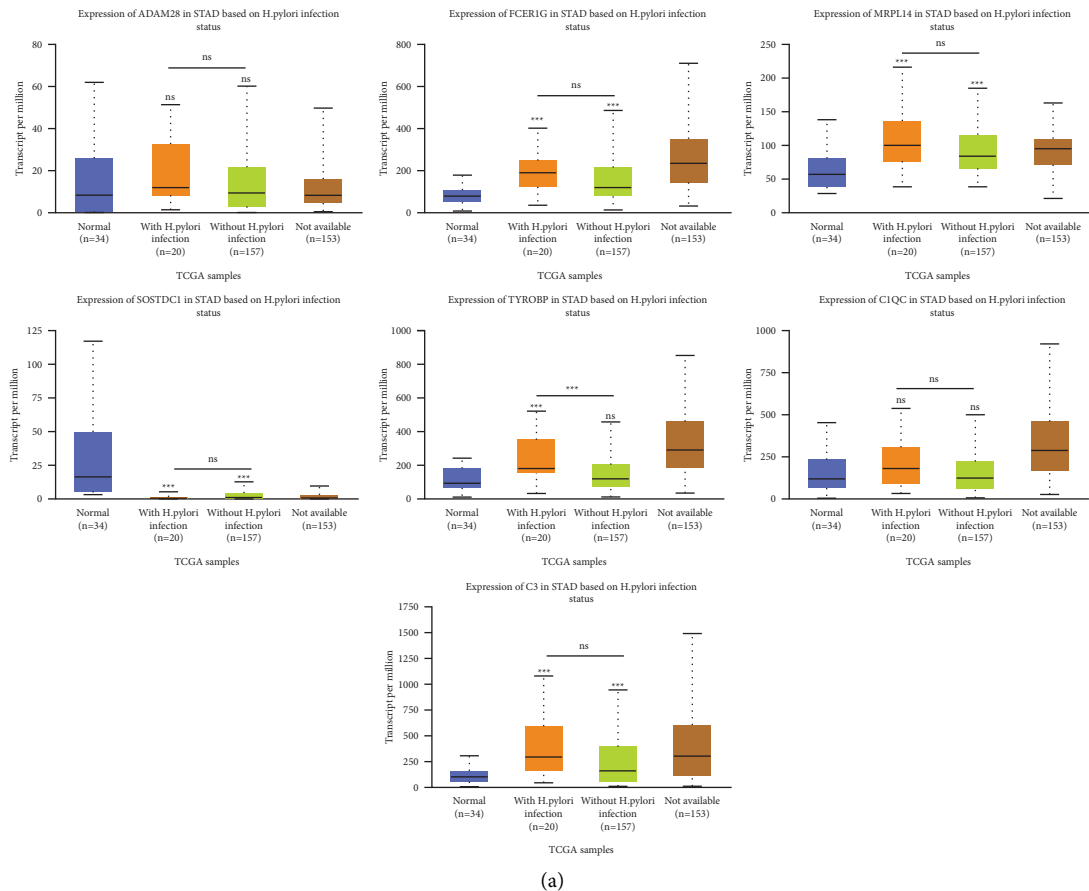 Expression of ADAM28 in STAD based on H.pylori infection
status
Transcript per million
80
60
40
20
0
ns
ns
ns
Normal
(n=34)
With H.pylori
infection
(n=20)
Without H.pylori
infection
(n=157)
Not available
(n=153)
TCGA samples
Expression of FCER1G in STAD based on H.pylori infection
status
Transcript per million
800
600
400
200
0
ns
***
***
Normal
(n=34)
With H.pylori
infection
(n=20)
Without H.pylori
infection
(n=157)
Not available
(n=153)
TCGA samples
Expression of MRPL14 in STAD based on H.pylori infection
status
Transcript per million
250
200
150
100
50
0
ns
***
***
Normal
(n=34)
With H.pylori
infection
(n=20)
Without H.pylori
infection
(n=157)
Not available
(n=153)
TCGA samples
Expression of SOSTDC1 in STAD based on H.pylori infection
status
Transcript per million
125
100
75
50
25
0
ns
***
***
Normal
(n=34)
With H.pylori
infection
(n=20)
Without H.pylori
infection
(n=157)
Not available
(n=153)
TCGA samples
Expression of TYROBP in STAD based on H.pylori infection
status
Transcript per million
1000
800
600
400
200
0
***
***
ns
Normal
(n=34)
With H.pylori
infection
(n=20)
Without H.pylori
infection
(n=157)
Not available
(n=153)
TCGA samples
Expression of C1QC in STAD based on H.pylori infection
status
Transcript per million
1000
750
500
250
0
ns
ns
ns
Normal
(n=34)
With H.pylori
infection
(n=20)
Without H.pylori
infection
(n=157)
Not available
(n=153)
TCGA samples
Expression of C3 in STAD based on H.pylori infection
status
Transcript per million
1750
1500
1250
1000
750
500
250
0
ns
***
***
Normal
(n=34)
With H.pylori
infection
(n=20)
Without H.pylori
infection
(n=157)
Not available
(n=153)
TCGA samples
(a)